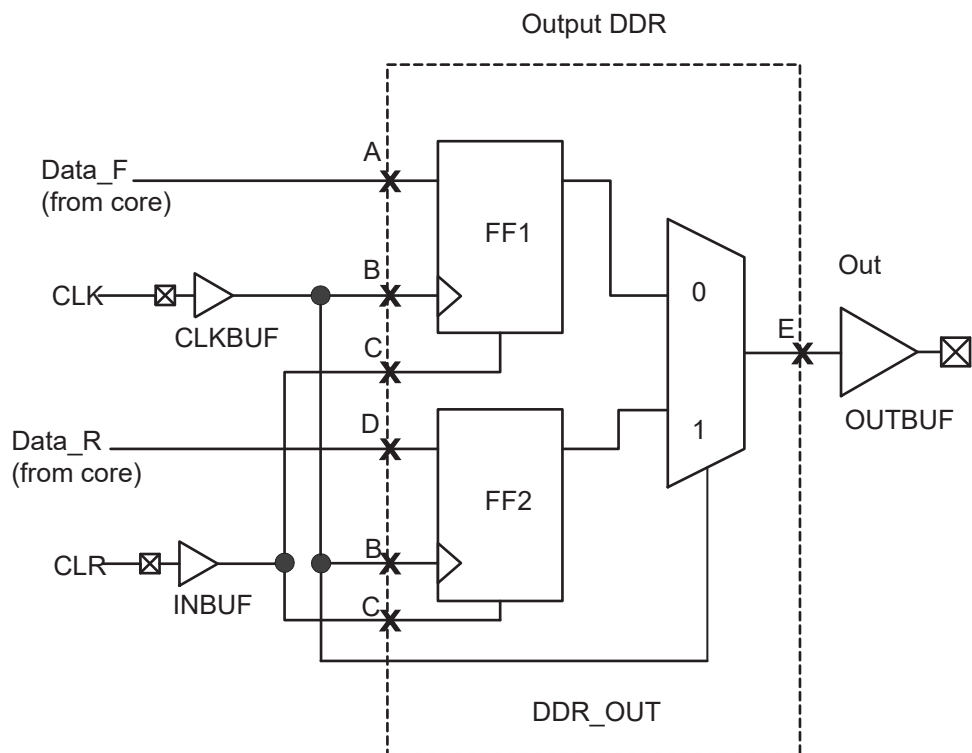 Output DDR
A
Data_F
(from core)
FF1
B
CLK
CLKBUF
0
Out
C
E
D
OUTBUF
Data_R
(from core)
1
FF2
B
CLR
INBUF
C
DDR_OUT